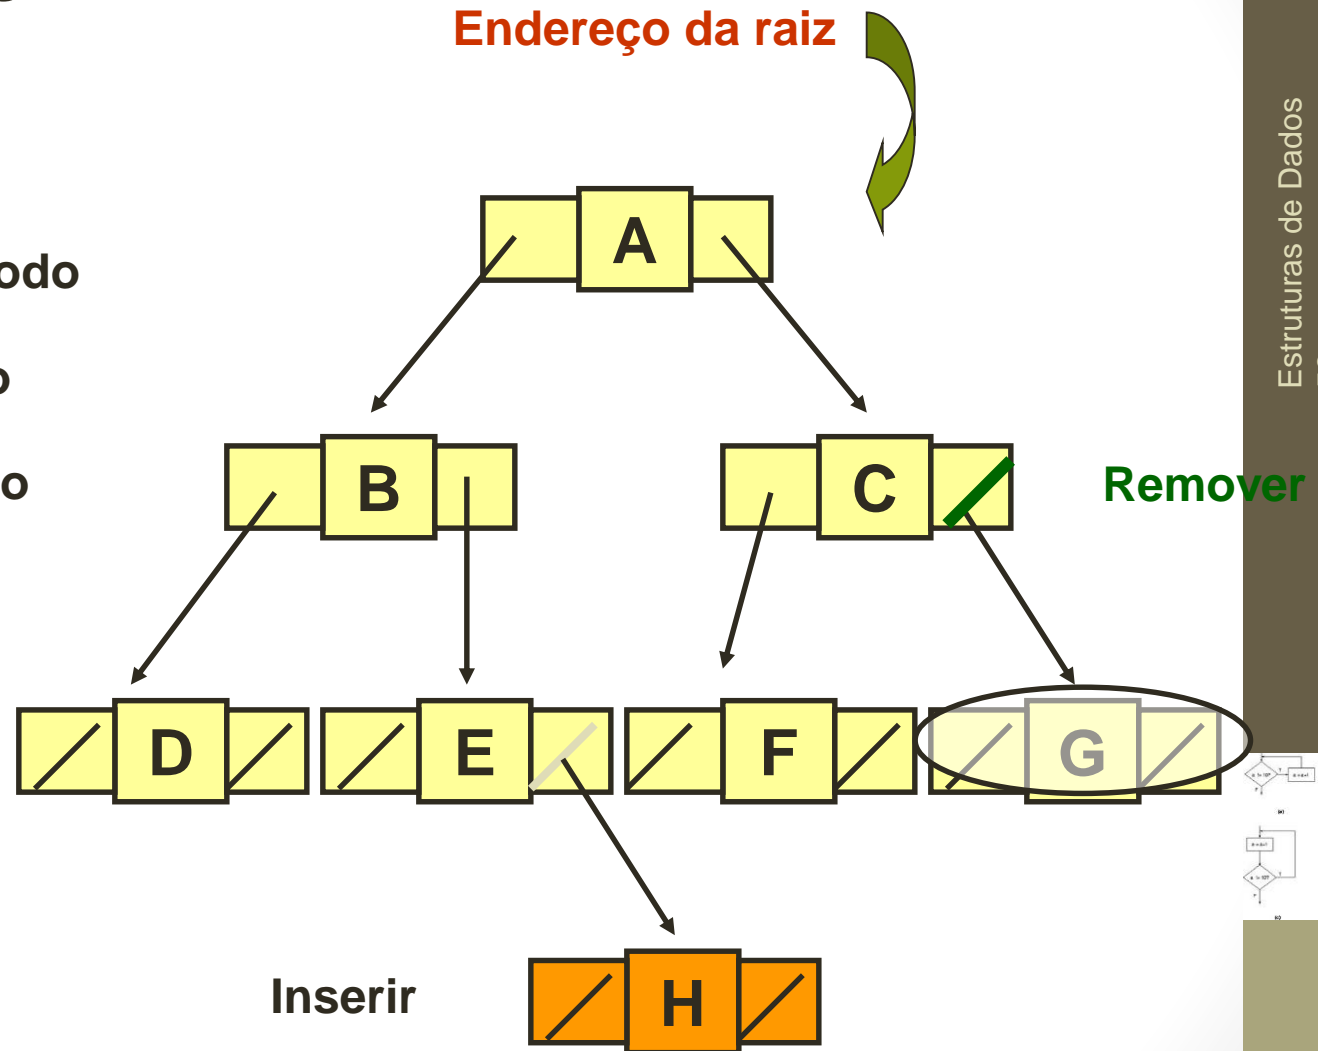 Endereço da raiz
A
odo
o
o
B
C
Remover
D
E
F
G
Inserir
H
Estruturas de Dados